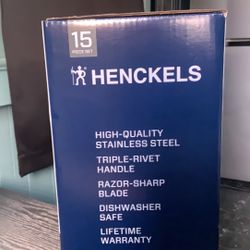 15
PIECE SET
HENCKELS
HIGH-QUALITY
STAINLESS STEEL
TRIPLE-RIVET
HANDLE
RAZOR-SHARP
BLADE
DISHWASHER
SAFE
LIFETIME
WARRANTY